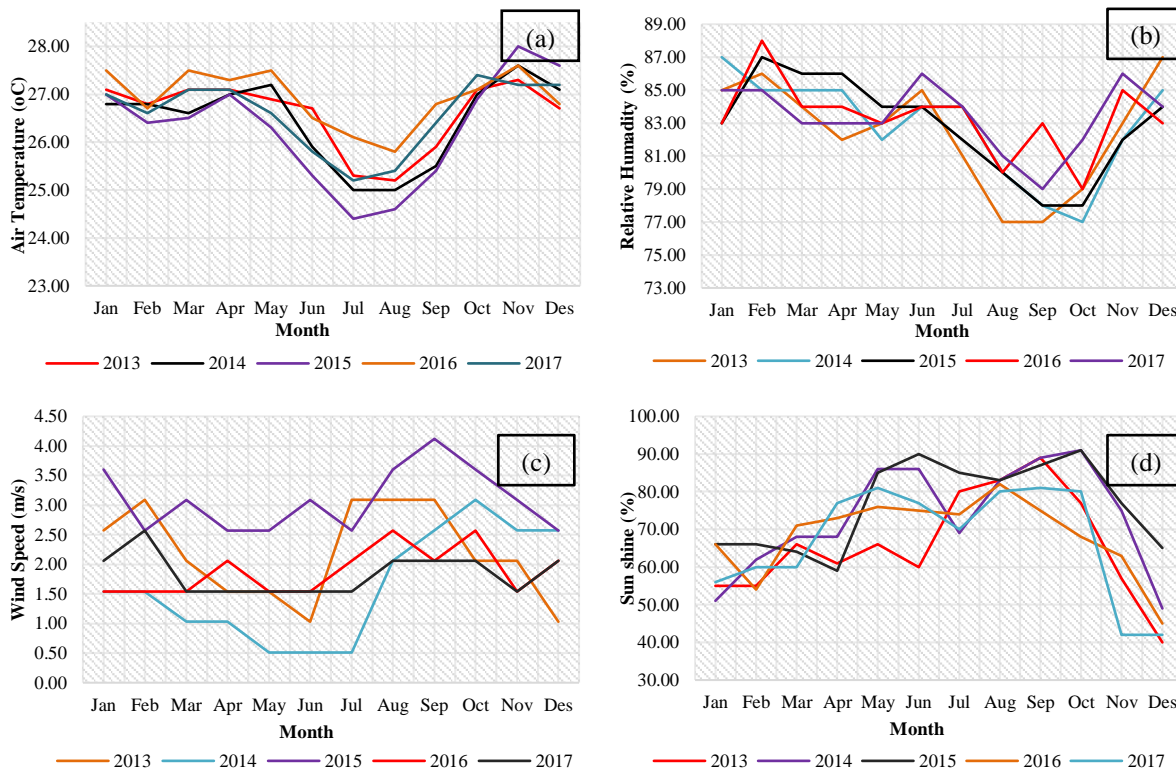 (a)
Air Temperature (oC)
28.00
27.00
26.00
25.00
24.00
23.00
Jan Feb Mar Apr May Jun Jul Aug Sep Oct Nov Des
Month
2013 2014 2015 2016 2017
(b)
Relative Humadity (%)
89.00
87.00
85.00
83.00
81.00
79.00
77.00
75.00
73.00
Jan Feb Mar Apr May Jun Jul Aug Sep Oct Nov Des
Month
2013 2014 2015 2016 2017
(c)
Wind Speed (m/s)
4.50
4.00
3.50
3.00
2.50
2.00
1.50
1.00
0.50
0.00
Jan Feb Mar Apr May Jun Jul Aug Sep Oct Nov Des
Month
2013 2014 2015 2016 2017
(d)
Sun shine (%)
100.00
90.00
80.00
70.00
60.00
50.00
40.00
30.00
Jan Feb Mar Apr May Jun Jul Aug Sep Oct Nov Des
Month
2013 2014 2015 2016 2017